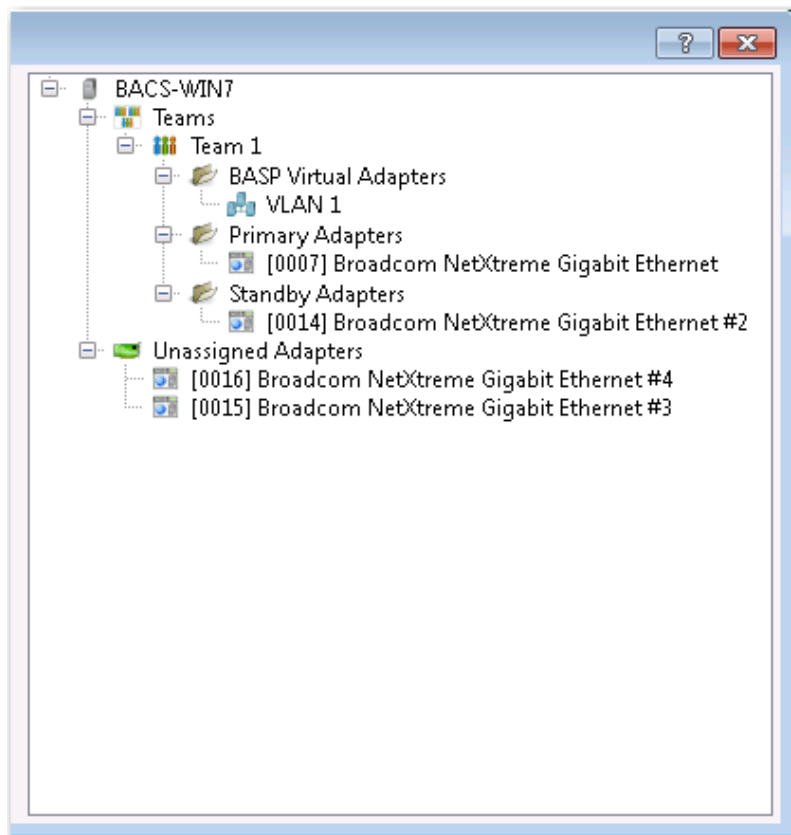 ?
BACS-WIN7
Teams
Team 1
BASP Virtual Adapters
VLAN 1
Primary Adapters
[0007] Broadcom NetXtreme Gigabit Ethernet
Standby Adapters
[0014] Broadcom NetXtreme Gigabit Ethernet #2
Unassigned Adapters
[0016] Broadcom NetXtreme Gigabit Ethernet #4
[0015] Broadcom NetXtreme Gigabit Ethernet #3